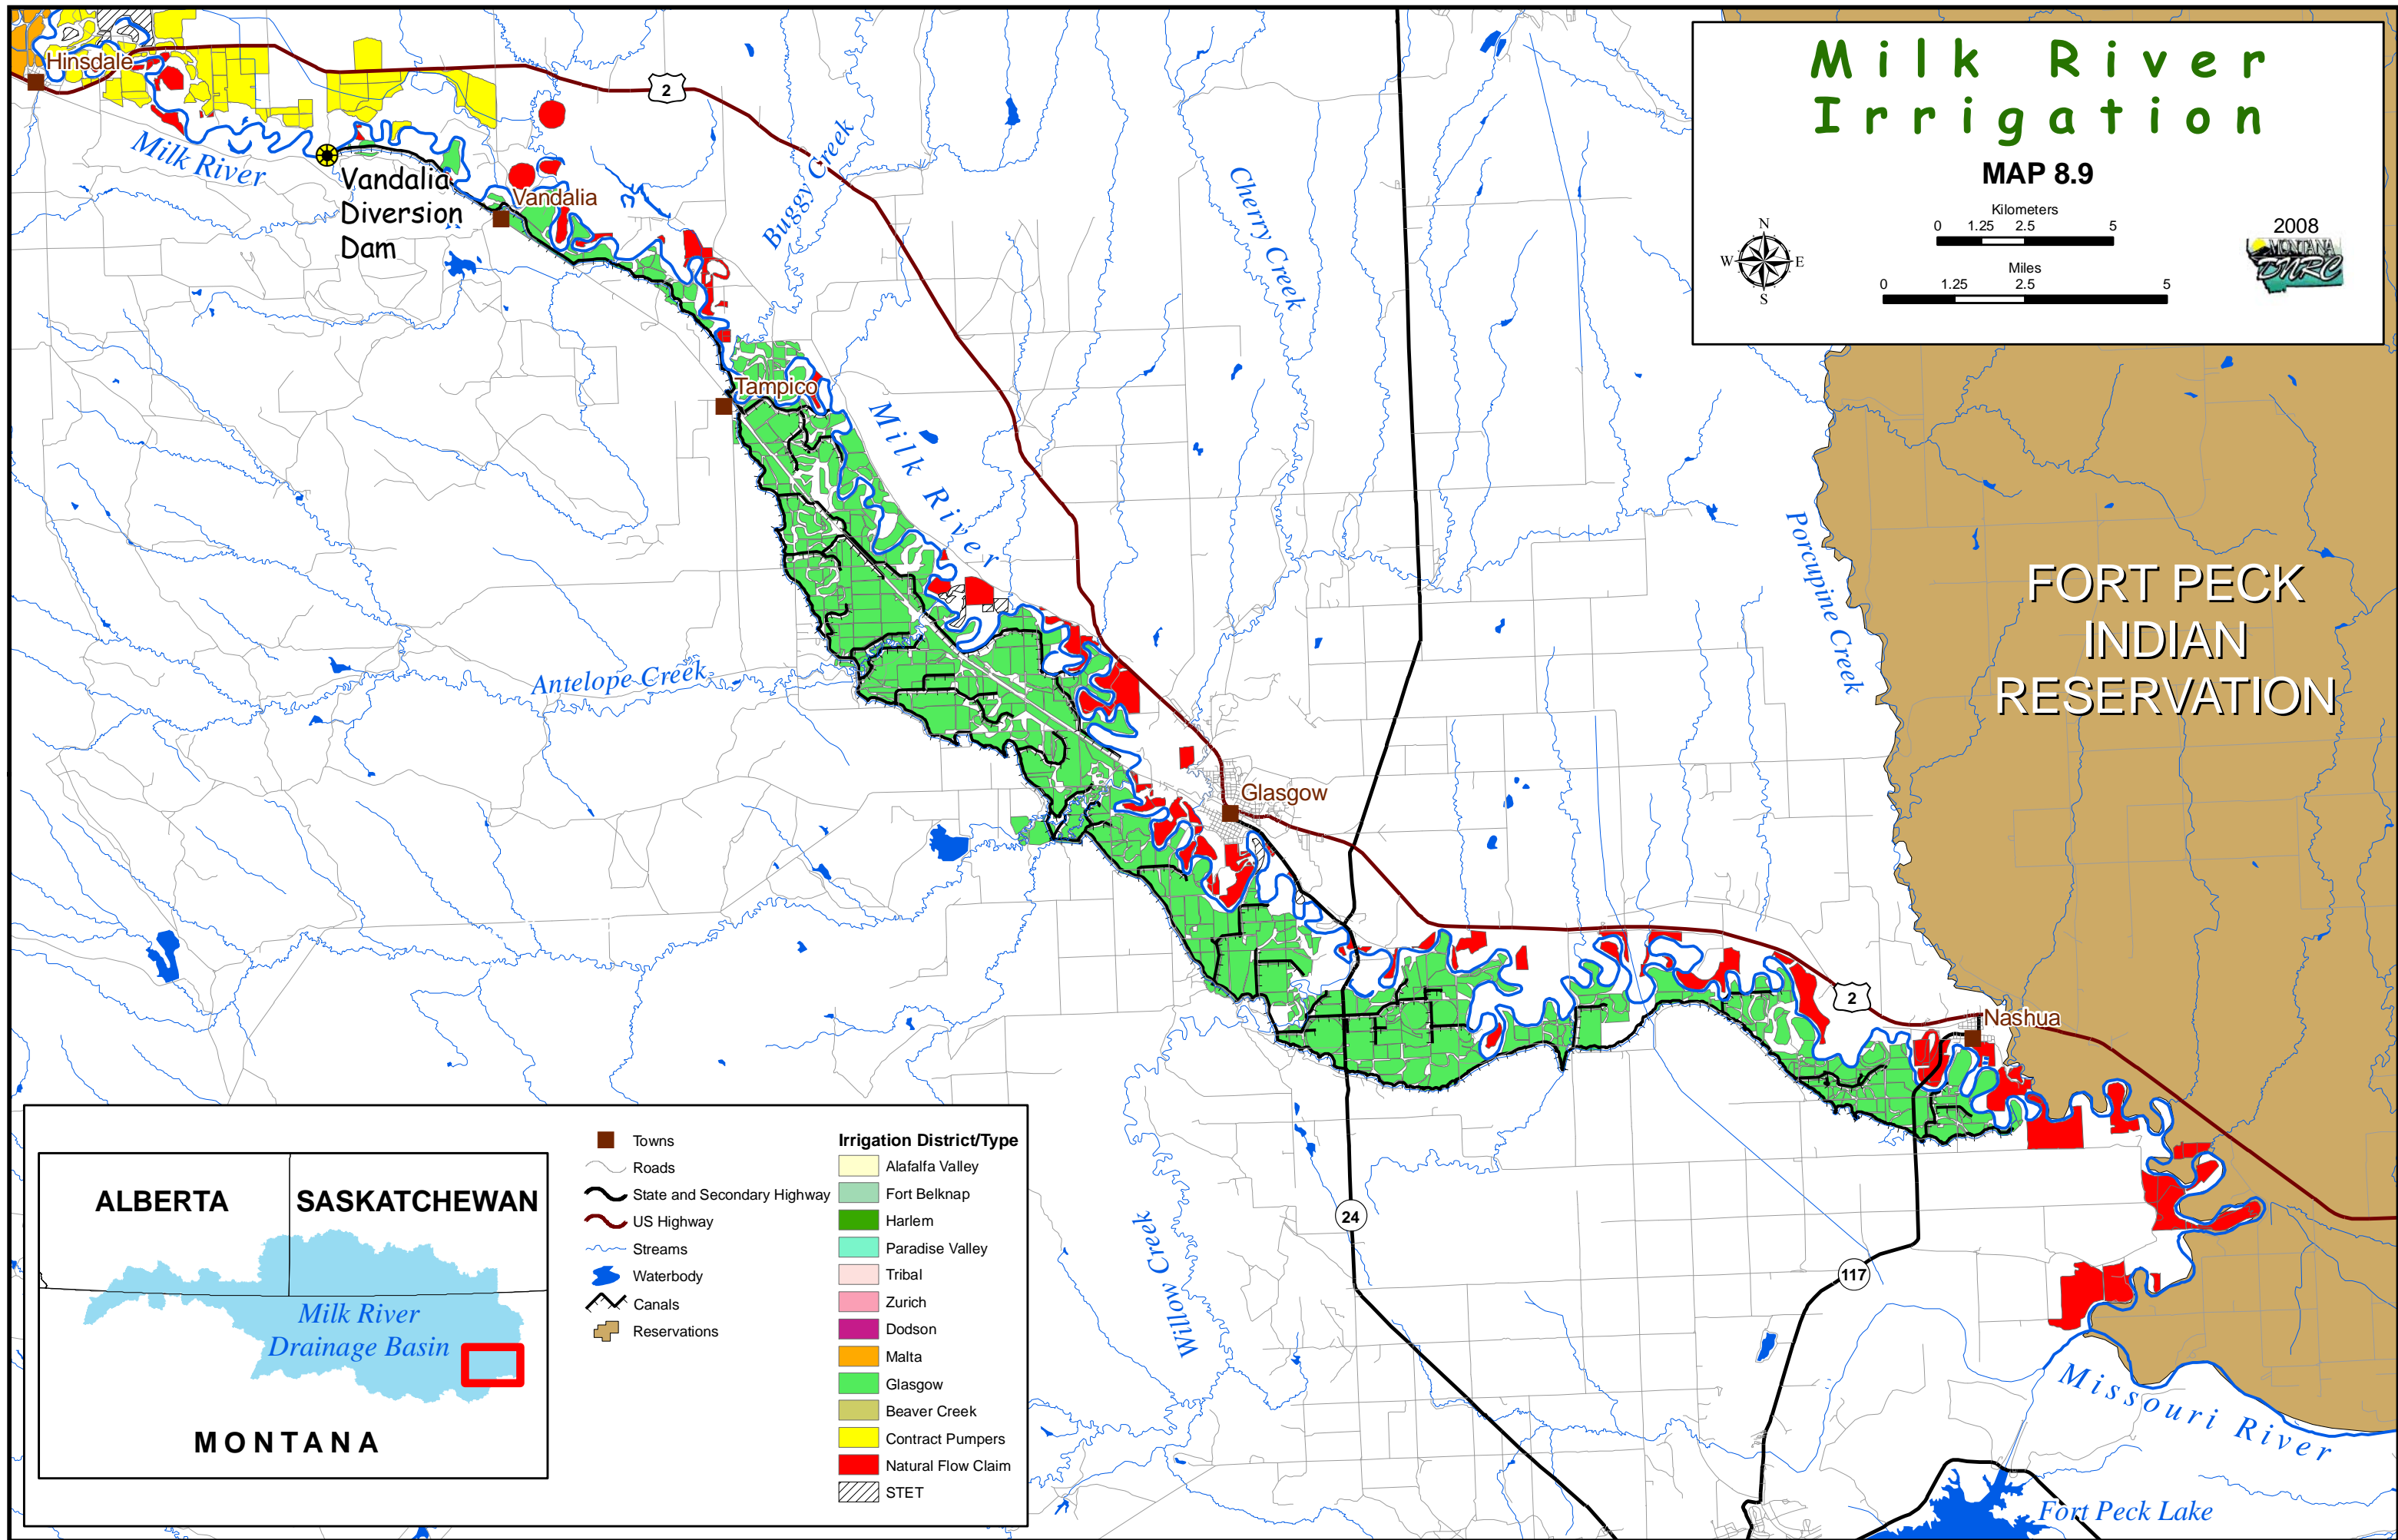 Milk River
Irrigation
MAP 8.9
Kilometers
0 1.25 2.5 5
Miles
0 1.25 2.5 5
N
W E
S
2008
MONTANA
DNRC
Hinsdale
2
Milk River
Vandalia
Diversion
Dam
Vandalia
Buggy Creek
Cherry Creek
Tampico
Milk River
Porcupine Creek
FORT PECK
INDIAN
RESERVATION
Antelope Creek
Glasgow
2
Nashua
Willow Creek
24
117
Missouri River
Fort Peck Lake
ALBERTA
SASKATCHEWAN
Milk River
Drainage Basin
MONTANA
Towns
Roads
State and Secondary Highway
US Highway
Streams
Waterbody
Canals
Reservations
Irrigation District/Type
Alafalfa Valley
Fort Belknap
Harlem
Paradise Valley
Tribal
Zurich
Dodson
Malta
Glasgow
Beaver Creek
Contract Pumpers
Natural Flow Claim
STET